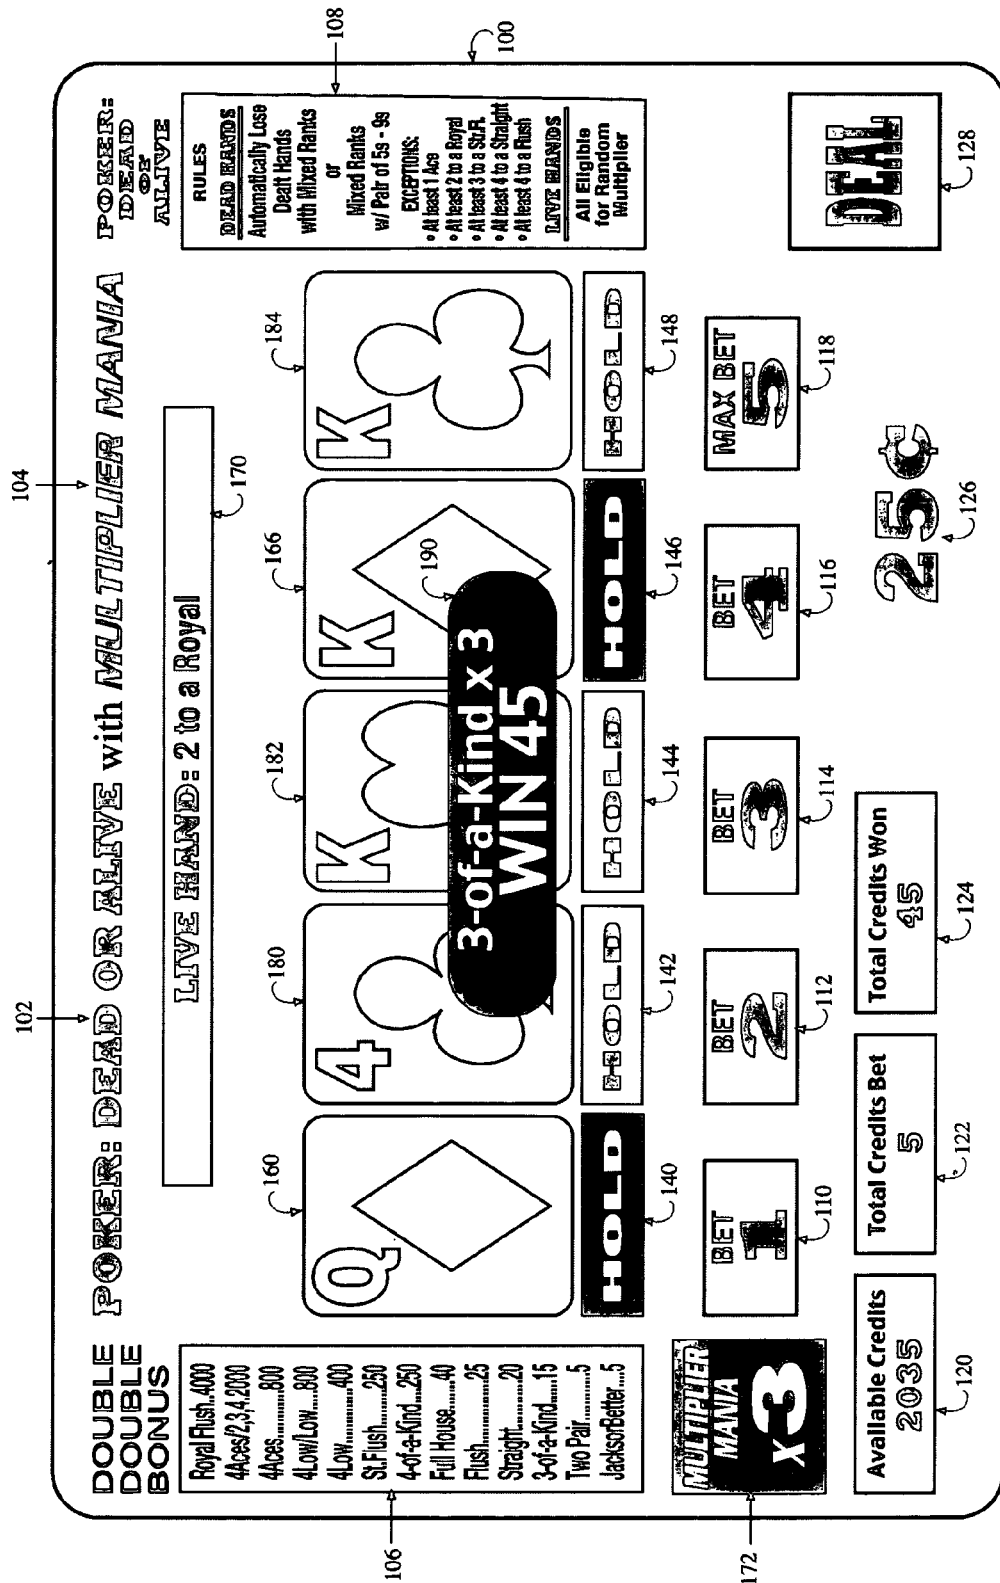 104
102
DOUBLE
DOUBLE
BONUS
POKER: DEAD OR ALIVE with MULTIPLIER MANIA
POKER:
DEAD
OR
ALIVE
LIVE HAND: 2 to a Royal
170
106
Royal Flush..4000
4Aces/2,3,4.2000
4Aces..........800
4Low/Low....800
4Low............400
St.Flush.....250
4-of-a-Kind....250
Full House....40
Flush..........25
Straight........20
3-of-a-Kind....15
Two Pair.......5
JacksorBetter....5
160
180
182
166
184
Q
4
K
K
K
190
3-of-a-Kind x 3
WIN 45
HOLD
HOLD
HOLD
HOLD
HOLD
140
142
144
146
148
RULES
DEAD HANDS
Automatically Lose
Dealt Hands
with Mixed Ranks
or
Mixed Ranks
w/ Pair of 5s - 9s
EXCEPTIONS:
• At least 1 Ace
• At least 2 to a Royal
• At least 3 to a Str.Fl.
• At least 4 to a Straight
• At least 4 to a Flush
LIVE HANDS
All Eligible
for Random
Multiplier
108
100
172
MULTIPLIER
MANIA
x3
BET
1
110
BET
2
112
BET
3
114
BET
4
116
MAX BET
5
118
DEAL
128
Available Credits
2035
120
Total Credits Bet
5
122
Total Credits Won
45
124
25¢
126